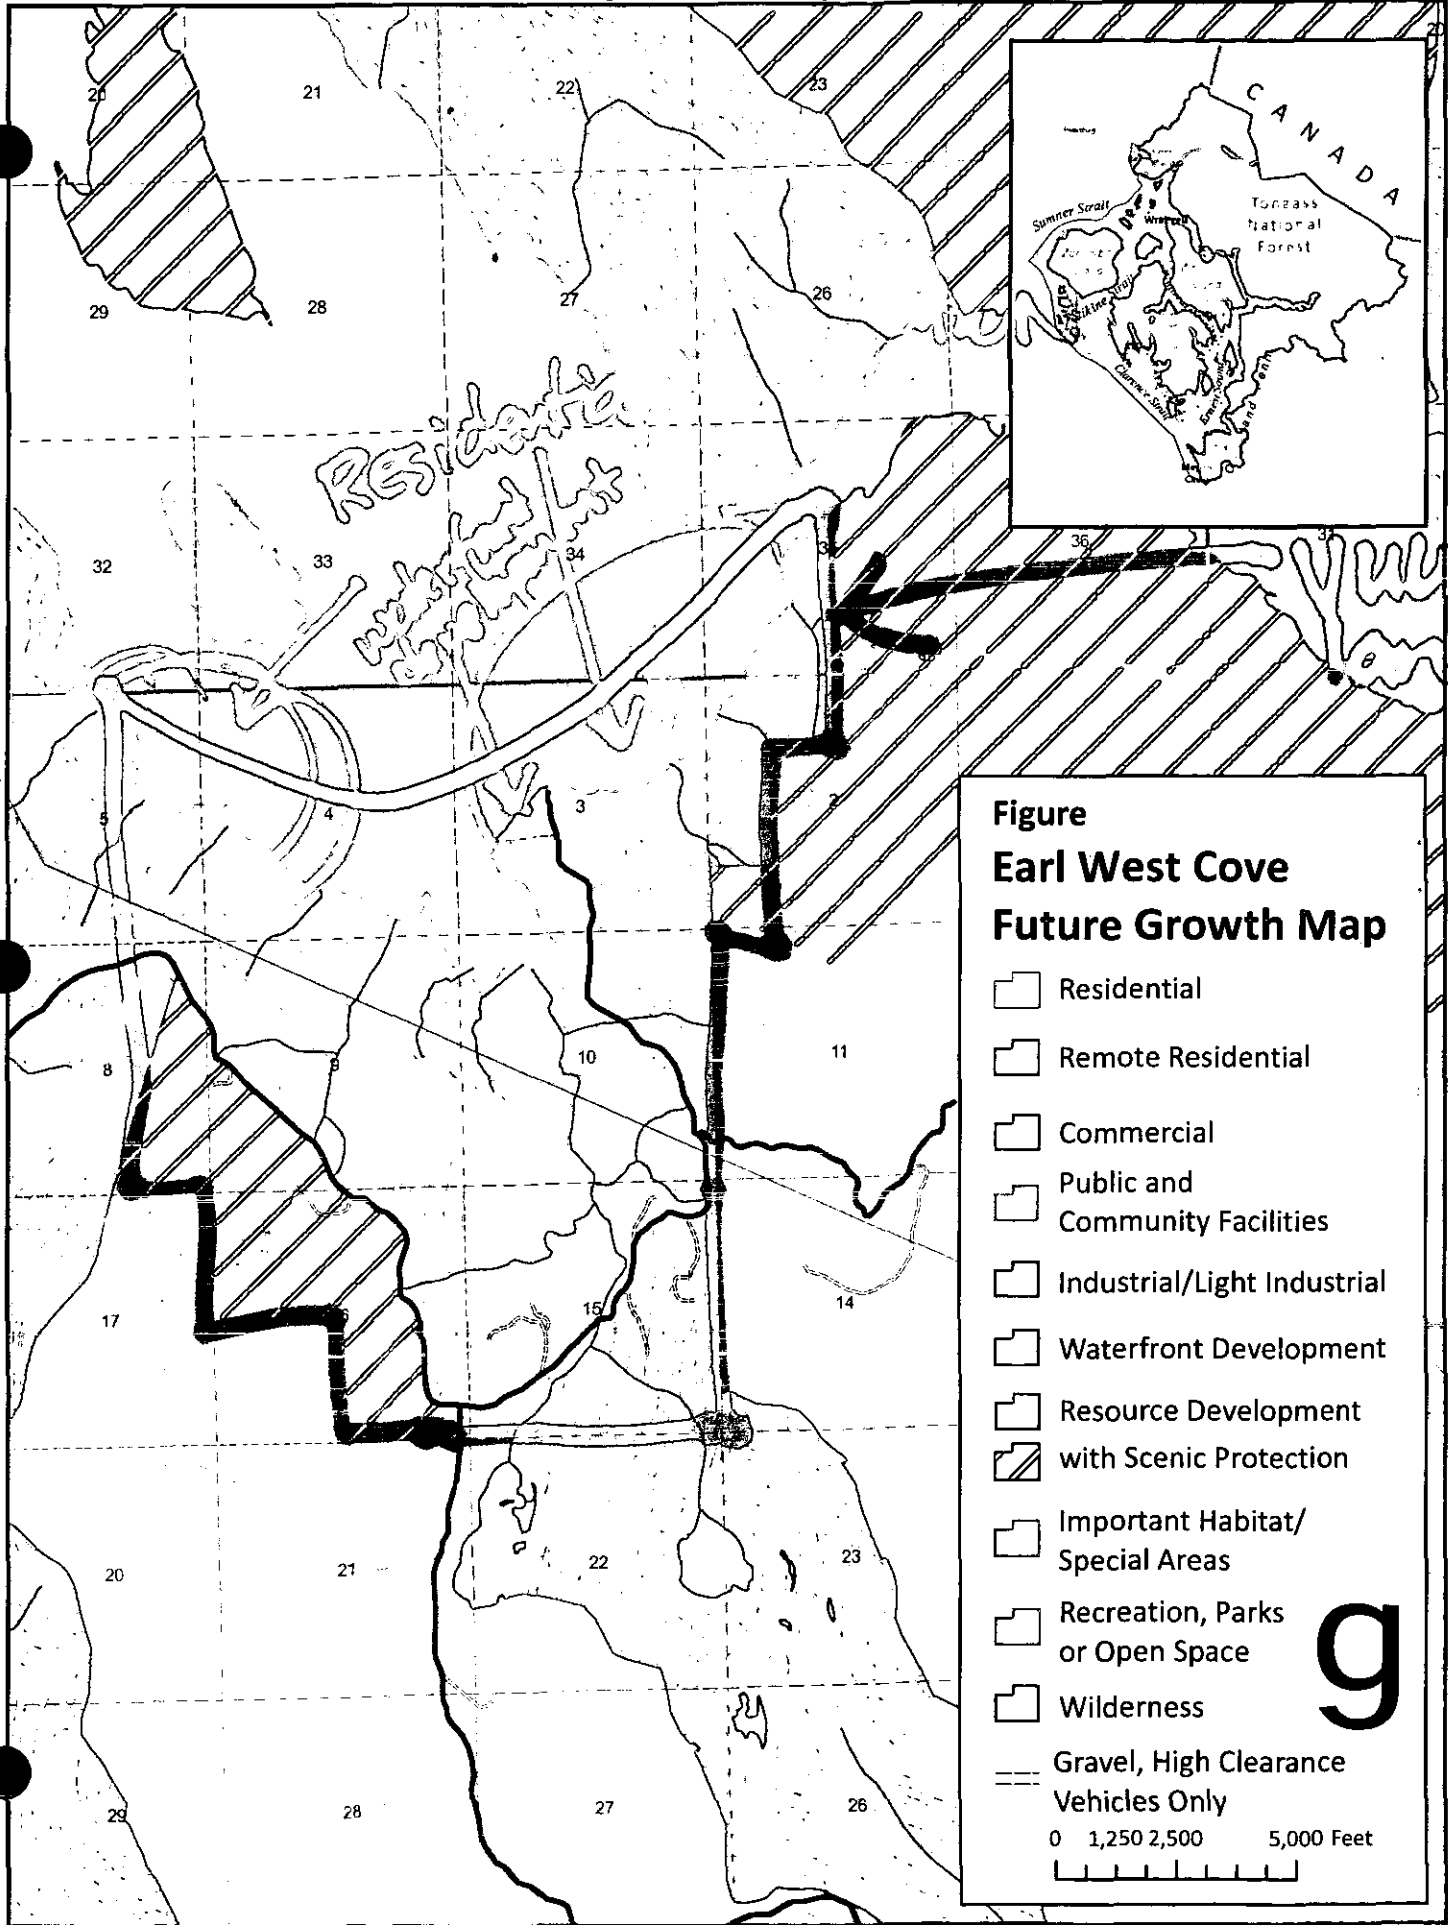 20
21
22
23
29
28
27
26
CANADA
Sumner Strait
Tongass
National
Forest
Clarence Strait
Residential
32
33
34
36
5
4
3
2
8
9
10
11
17
15
14
20
21
22
23
29
28
27
26
Figure
Earl West Cove
Future Growth Map
Residential
Remote Residential
Commercial
Public and
Community Facilities
Industrial/Light Industrial
Waterfront Development
Resource Development
with Scenic Protection
Important Habitat/
Special Areas
Recreation, Parks
or Open Space
Wilderness
Gravel, High Clearance
Vehicles Only
0 1,250 2,500 5,000 Feet
g